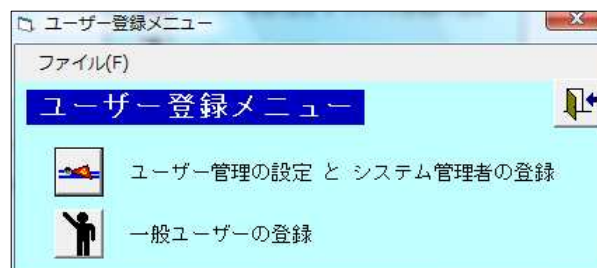 ユーザー登録メニュー
ファイル(F)
ユーザー登録メニュー
ユーザー管理の設定 と システム管理者の登録
一般ユーザーの登録